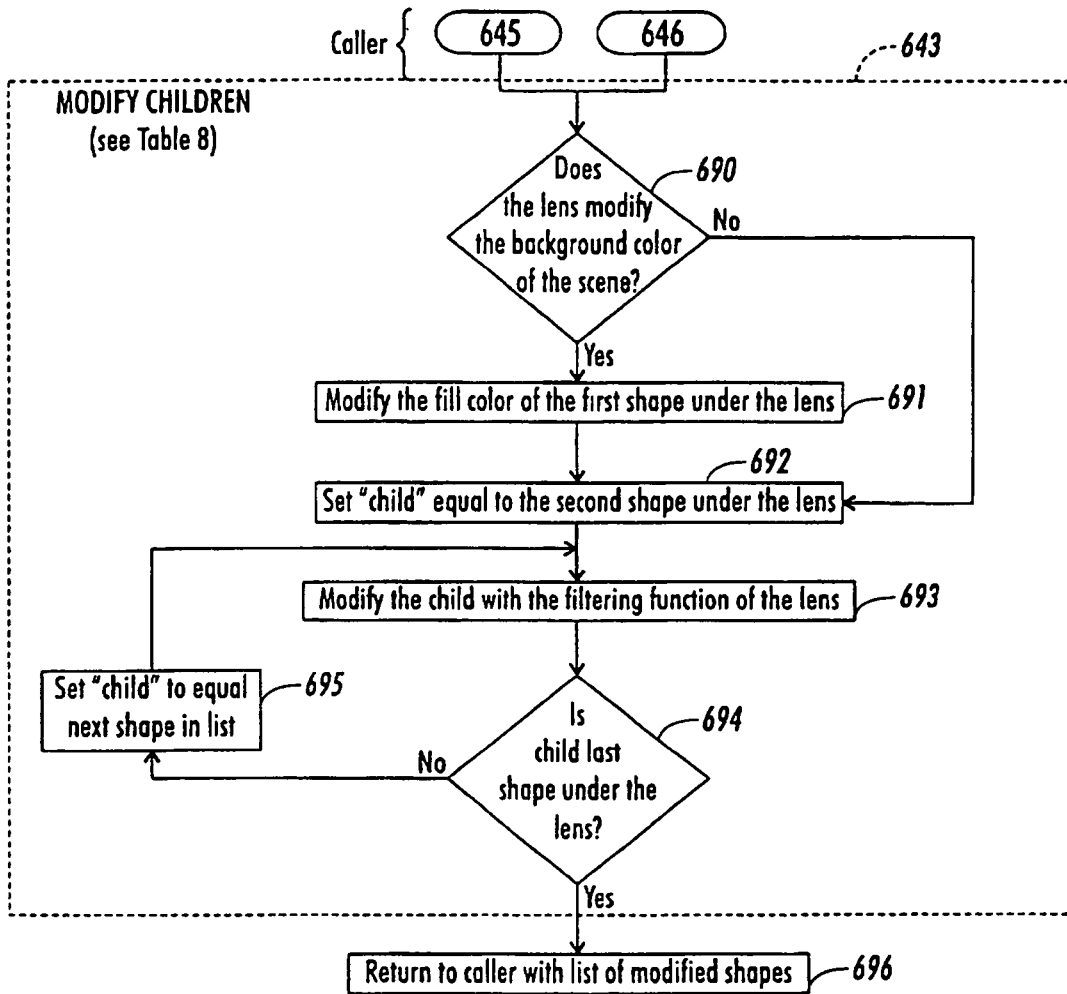 Caller
645
646
643
MODIFY CHILDREN
(see Table 8)
Does
the lens modify
the background color
of the scene?
690
No
Yes
Modify the fill color of the first shape under the lens
691
692
Set "child" equal to the second shape under the lens
Modify the child with the filtering function of the lens
693
Set "child" to equal
next shape in list
695
Is
child last
shape under the
lens?
694
No
Yes
Return to caller with list of modified shapes
696